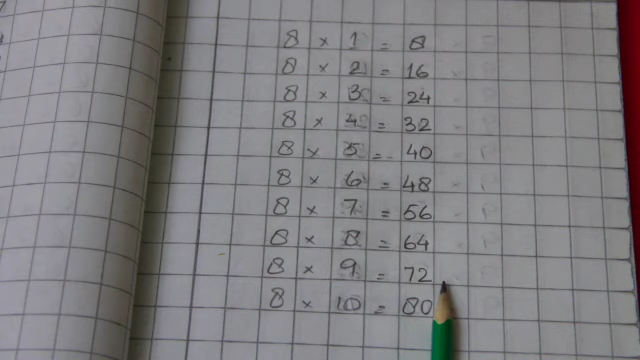 8 × 1 = 8
8 × 2 = 16
8 × 3 = 24
8 × 4 = 32
8 × 5 = 40
8 × 6 = 48
8 × 7 = 56
8 × 8 = 64
8 × 9 = 72
8 × 10 = 80